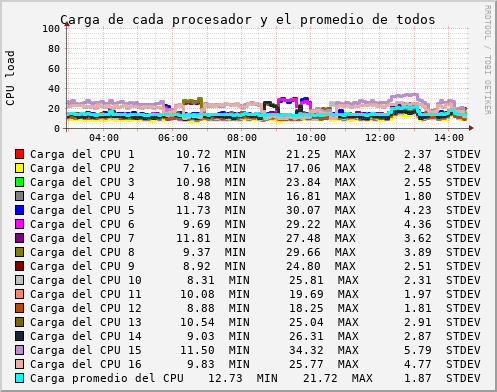 Carga de cada procesador y el promedio de todos
RRDTOOL / TOBI OETIKER
CPU load
100
80
60
40
20
0
04:00 06:00 08:00 10:00 12:00 14:00
Carga del CPU 1 10.72 MIN 21.25 MAX 2.37 STDEV
Carga del CPU 2 7.16 MIN 17.06 MAX 2.48 STDEV
Carga del CPU 3 10.98 MIN 23.84 MAX 2.55 STDEV
Carga del CPU 4 8.48 MIN 16.81 MAX 1.80 STDEV
Carga del CPU 5 11.73 MIN 30.07 MAX 4.23 STDEV
Carga del CPU 6 9.69 MIN 29.22 MAX 4.36 STDEV
Carga del CPU 7 11.81 MIN 27.48 MAX 3.62 STDEV
Carga del CPU 8 9.37 MIN 29.66 MAX 3.89 STDEV
Carga del CPU 9 8.92 MIN 24.80 MAX 2.51 STDEV
Carga del CPU 10 8.31 MIN 25.81 MAX 2.31 STDEV
Carga del CPU 11 10.08 MIN 19.69 MAX 1.97 STDEV
Carga del CPU 12 8.88 MIN 18.25 MAX 1.81 STDEV
Carga del CPU 13 10.54 MIN 25.04 MAX 2.91 STDEV
Carga del CPU 14 9.03 MIN 26.31 MAX 2.87 STDEV
Carga del CPU 15 11.50 MIN 34.32 MAX 5.79 STDEV
Carga del CPU 16 9.83 MIN 25.77 MAX 4.77 STDEV
Carga promedio del CPU 12.73 MIN 21.72 MAX 1.87 STDEV